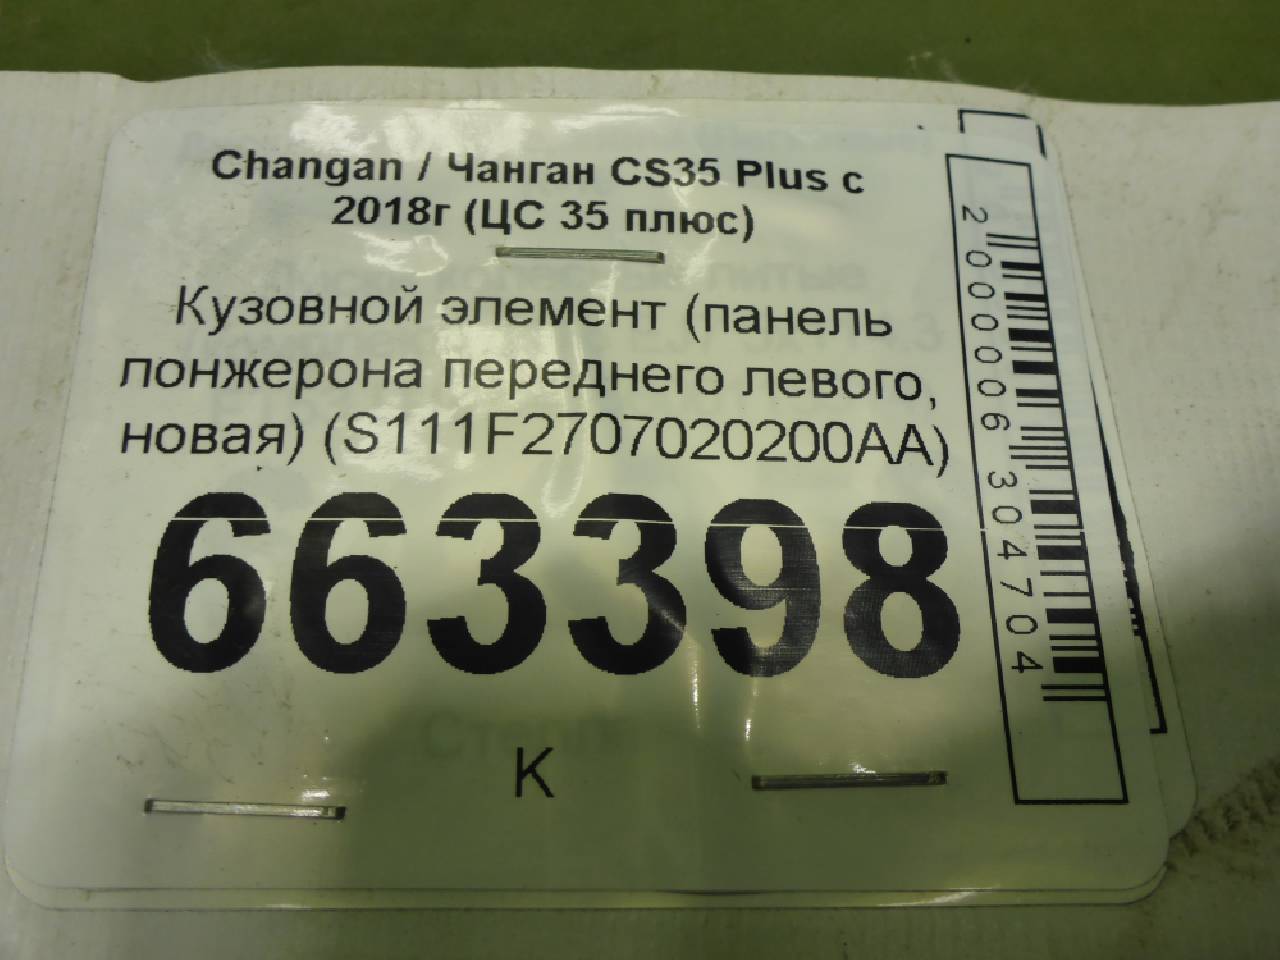 Changan / Чанган CS35 Plus с
2018г (ЦС 35 плюс)
Кузовной элемент (панель
лонжерона переднего левого,
новая) (S111F2707020200AA)
663398
К
2000006304704